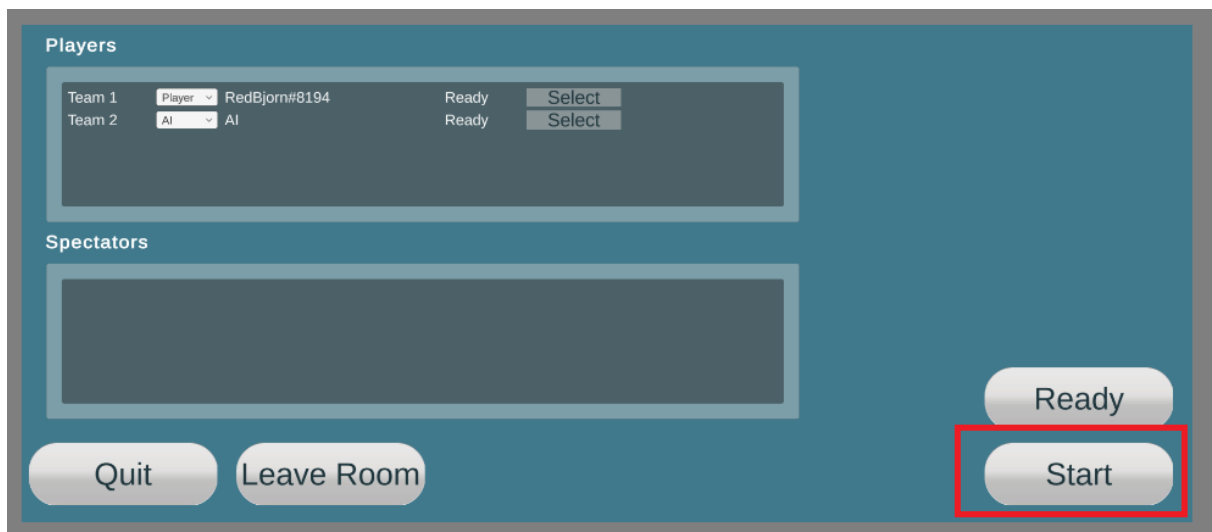 Players
Team 1 Player RedBjorn#8194 Ready Select
Team 2 AI AI Ready Select
Spectators
Ready
Quit Leave Room Start